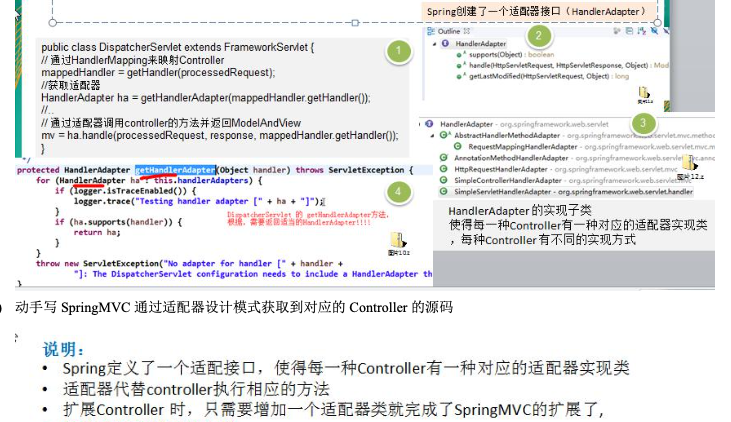 Spring创建了一个适配器接口（HandlerAdapter）
public class DispatcherServlet extends FrameworkServlet {
// 通过HandlerMapping来映射Controller
mappedHandler = getHandler(processedRequest);
//获取适配器
HandlerAdapter ha = getHandlerAdapter(mappedHandler.getHandler());
//..
// 通过适配器调用controller的方法并返回ModelAndView
mv = ha.handle(processedRequest, response, mappedHandler.getHandler());
}
1
Outline
2
HandlerAdapter
supports(Object) : boolean
handle(HttpServletRequest, HttpServletResponse, Object) : Mod
getLastModified(HttpServletRequest, Object) : long
3
HandlerAdapter - org.springframework.web.servlet
AbstractHandlerMethodAdapter - org.springframework.web.servlet.mvc.method
RequestMappingHandlerAdapter - org.springframework.web.servlet.mvc
AnnotationMethodHandlerAdapter - org.springframework.web.servlet
HttpRequestHandlerAdapter - org.springframework.web.servlet.mvc
SimpleControllerHandlerAdapter - org.springframework.web.servlet.mvc
SimpleServletHandlerAdapter - org.springframework.web.servlet.handler
图片12.z
HandlerAdapter 的实现子类
使得每一种Controller有一种对应的适配器实现类
，每种Controller有不同的实现方式
*/
protected HandlerAdapter getHandlerAdapter(Object handler) throws ServletException {
for (HandlerAdapter ha : this.handlerAdapters) {
if (logger.isTraceEnabled()) {
logger.trace("Testing handler adapter [" + ha + "]");
}
if (ha.supports(handler)) {
return ha;
}
}
throw new ServletException("No adapter for handler [" + handler +
"]: The DispatcherServlet configuration needs to include a HandlerAdapter th
}
4
DispatcherServlet 的 getHandlerAdapter方法，
根据、需要返回适当的HandlerAdapter!!!!
图片10.z
动手写 SpringMVC 通过适配器设计模式获取到对应的 Controller 的源码
说明：
• Spring定义了一个适配接口，使得每一种Controller有一种对应的适配器实现类
• 适配器代替controller执行相应的方法
• 扩展Controller 时，只需要增加一个适配器类就完成了SpringMVC的扩展了,